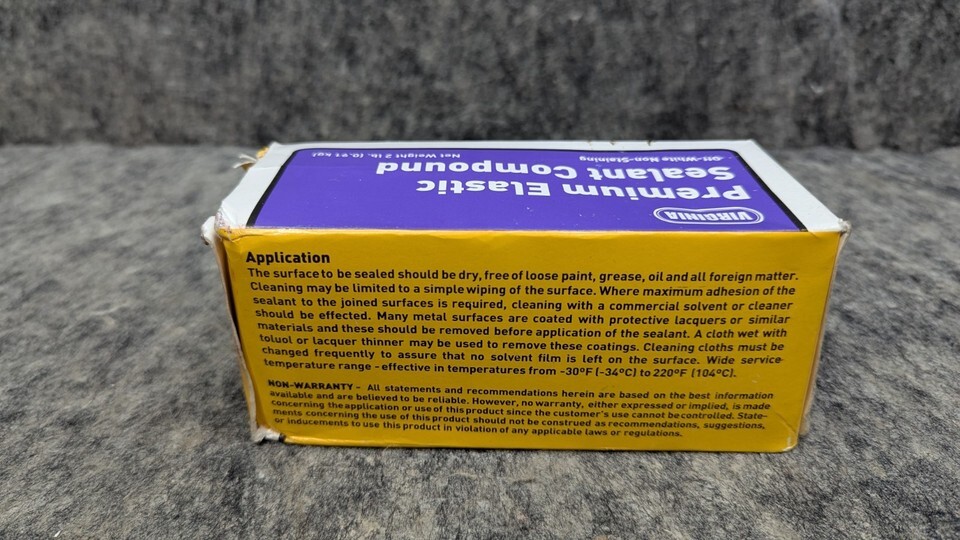 VIRGINIA
Premium Elastic
Sealant Compound
Off-White Non-Staining Net Weight 2 lb. (0.91 kg)
Application
The surface to be sealed should be dry, free of loose paint, grease, oil and all foreign matter.
Cleaning may be limited to a simple wiping of the surface. Where maximum adhesion of the
sealant to the joined surfaces is required, cleaning with a commercial solvent or cleaner
should be effected. Many metal surfaces are coated with protective lacquers or similar
materials and these should be removed before application of the sealant. A cloth wet with
toluol or lacquer thinner may be used to remove these coatings. Cleaning cloths must be
changed frequently to assure that no solvent film is left on the surface. Wide service
temperature range - effective in temperatures from -30ºF (-34ºC) to 220ºF (104ºC).
NON-WARRANTY - All statements and recommendations herein are based on the best information
available and are believed to be reliable. However, no warranty, either expressed or implied, is made
concerning the application or use of this product since the customer's use cannot be controlled. State-
ments concerning the use of this product should not be construed as recommendations, suggestions,
or inducements to use this product in violation of any applicable laws or regulations.